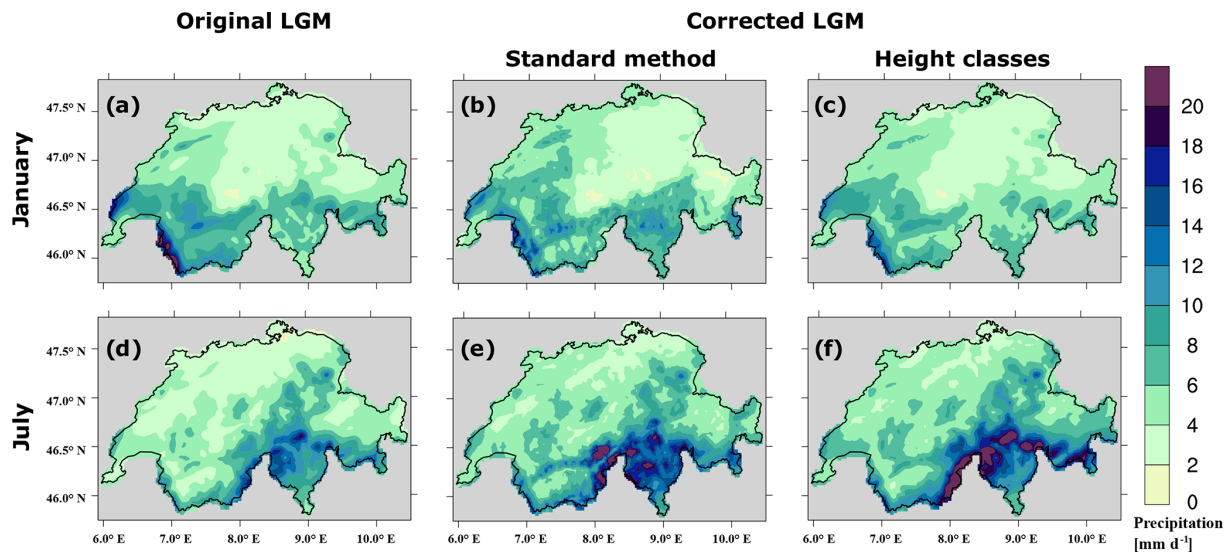 Original LGM
Corrected LGM
Standard method
Height classes
January
(a)
(b)
(c)
47.5° N
47.0° N
46.5° N
46.0° N
July
(d)
(e)
(f)
47.5° N
47.0° N
46.5° N
46.0° N
6.0° E 7.0° E 8.0° E 9.0° E 10.0° E
6.0° E 7.0° E 8.0° E 9.0° E 10.0° E
6.0° E 7.0° E 8.0° E 9.0° E 10.0° E
20
18
16
14
12
10
8
6
4
2
0
Precipitation
[mm d⁻¹]